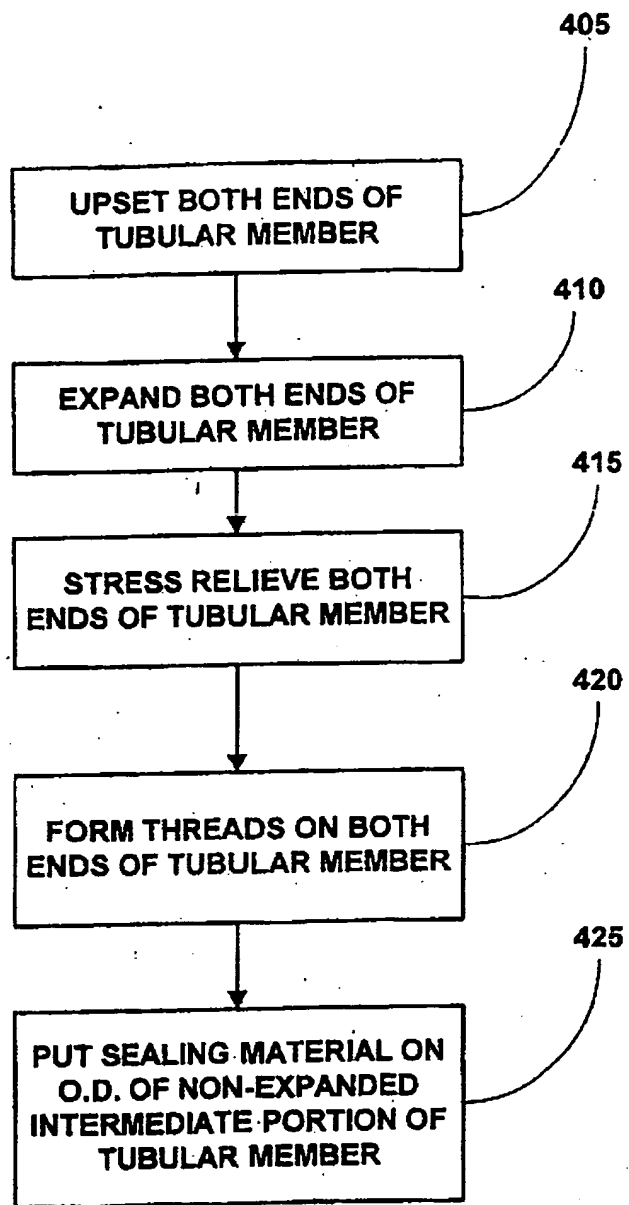 405
UPSET BOTH ENDS OF
TUBULAR MEMBER
410
EXPAND BOTH ENDS OF
TUBULAR MEMBER
415
STRESS RELIEVE BOTH
ENDS OF TUBULAR MEMBER
420
FORM THREADS ON BOTH
ENDS OF TUBULAR MEMBER
425
PUT SEALING MATERIAL ON
O.D. OF NON-EXPANDED
INTERMEDIATE PORTION OF
TUBULAR MEMBER